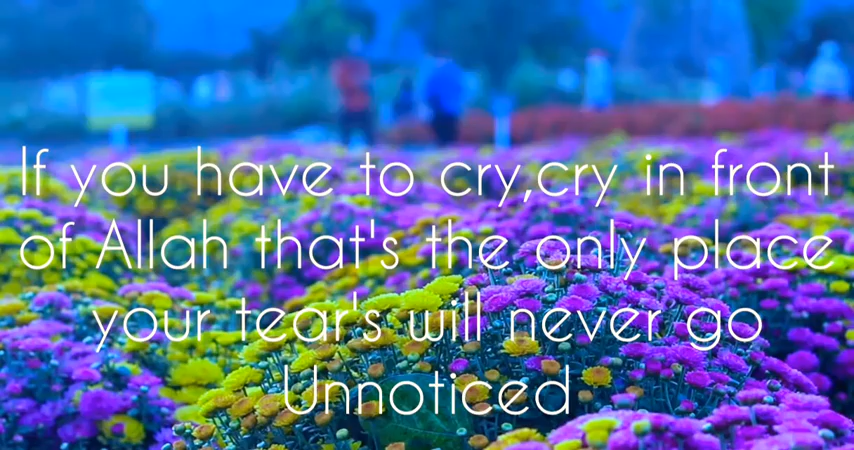 If you have to cry,cry in front
of Allah that's the only place
your tear's will never go
Unnoticed